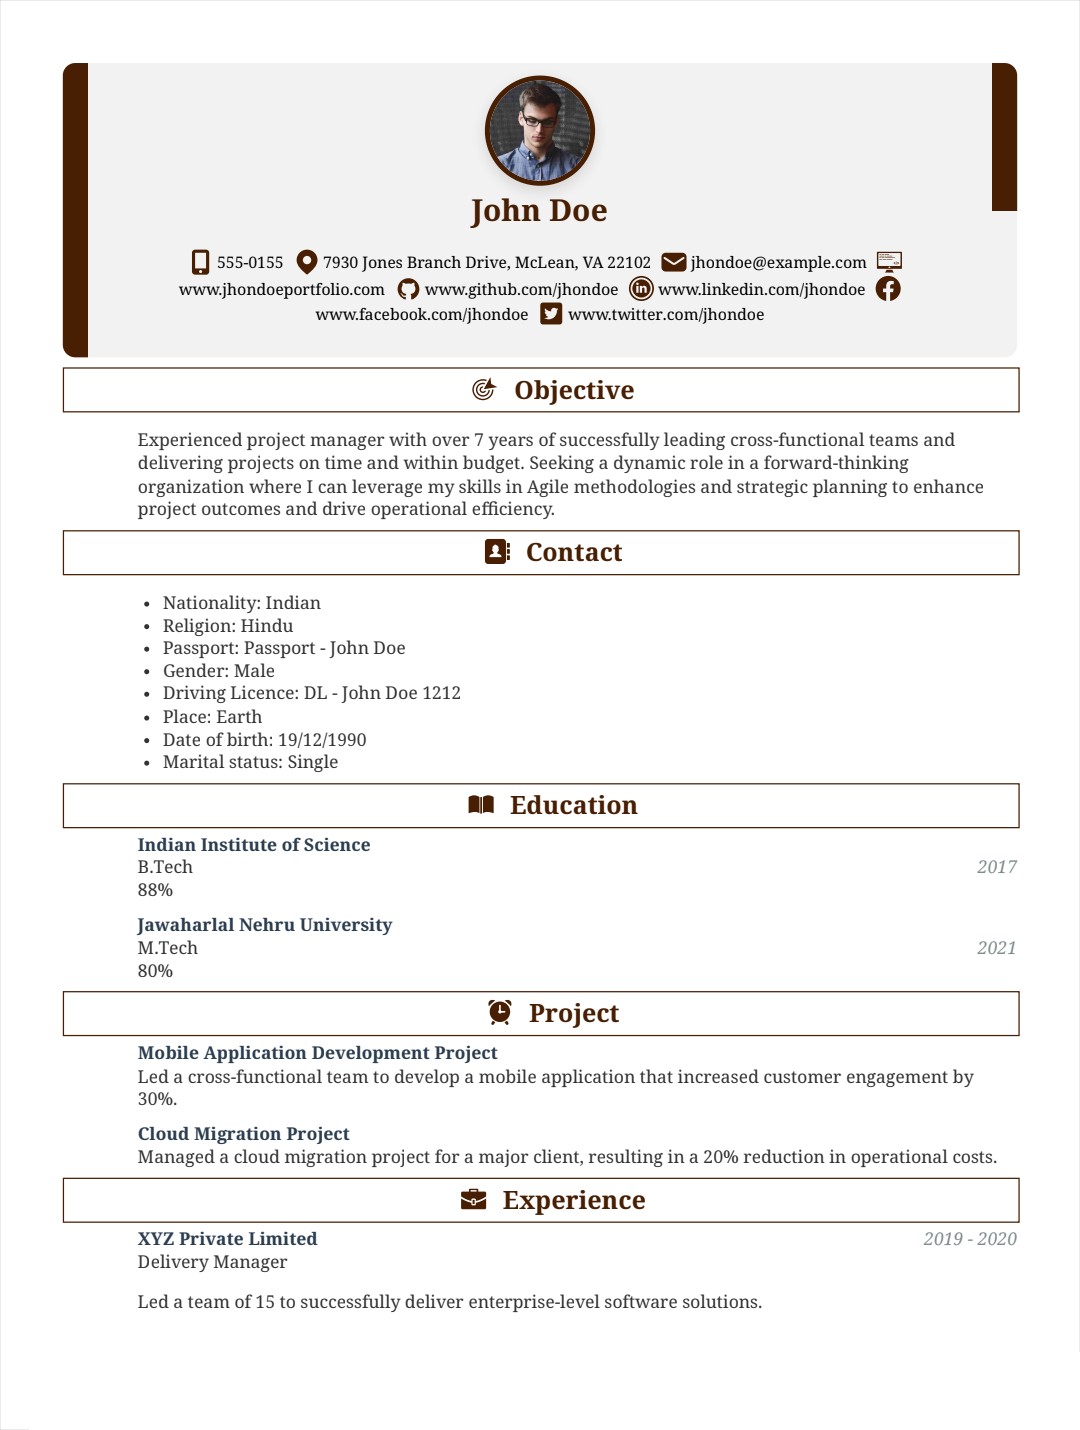 John Doe
555-0155 7930 Jones Branch Drive, McLean, VA 22102 jhondoe@example.com
www.jhondoeportfolio.com www.github.com/jhondoe www.linkedin.com/jhondoe
www.facebook.com/jhondoe www.twitter.com/jhondoe
Objective
Experienced project manager with over 7 years of successfully leading cross-functional teams and
delivering projects on time and within budget. Seeking a dynamic role in a forward-thinking
organization where I can leverage my skills in Agile methodologies and strategic planning to enhance
project outcomes and drive operational efficiency.
Contact
• Nationality: Indian
• Religion: Hindu
• Passport: Passport - John Doe
• Gender: Male
• Driving Licence: DL - John Doe 1212
• Place: Earth
• Date of birth: 19/12/1990
• Marital status: Single
Education
Indian Institute of Science
B.Tech 2017
88%
Jawaharlal Nehru University
M.Tech 2021
80%
Project
Mobile Application Development Project
Led a cross-functional team to develop a mobile application that increased customer engagement by
30%.
Cloud Migration Project
Managed a cloud migration project for a major client, resulting in a 20% reduction in operational costs.
Experience
XYZ Private Limited 2019 - 2020
Delivery Manager
Led a team of 15 to successfully deliver enterprise-level software solutions.